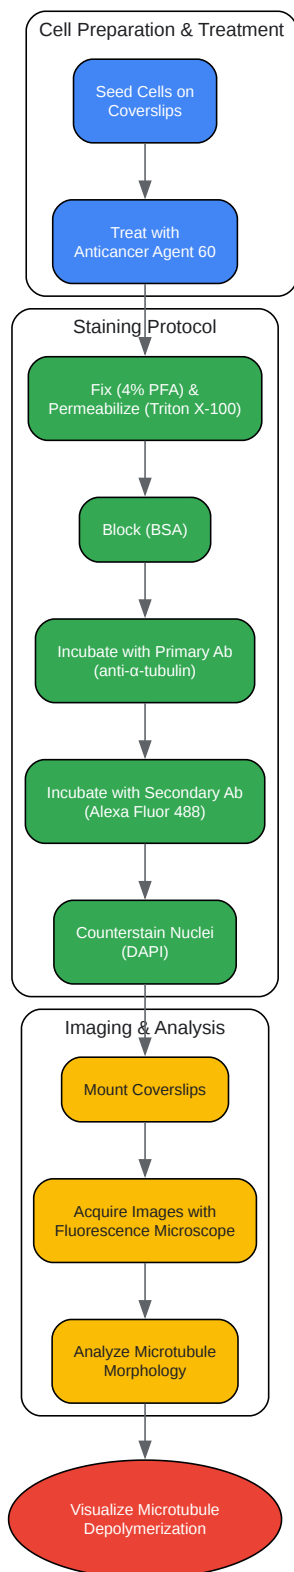 Cell Preparation & Treatment
Seed Cells on
Coverslips
Treat with
Anticancer Agent 60
Staining Protocol
Fix (4% PFA) &
Permeabilize (Triton X-100)
Block (BSA)
Incubate with Primary Ab
(anti-α-tubulin)
Incubate with Secondary Ab
(Alexa Fluor 488)
Counterstain Nuclei
(DAPI)
Imaging & Analysis
Mount Coverslips
Acquire Images with
Fluorescence Microscope
Analyze Microtubule
Morphology
Visualize Microtubule
Depolymerization